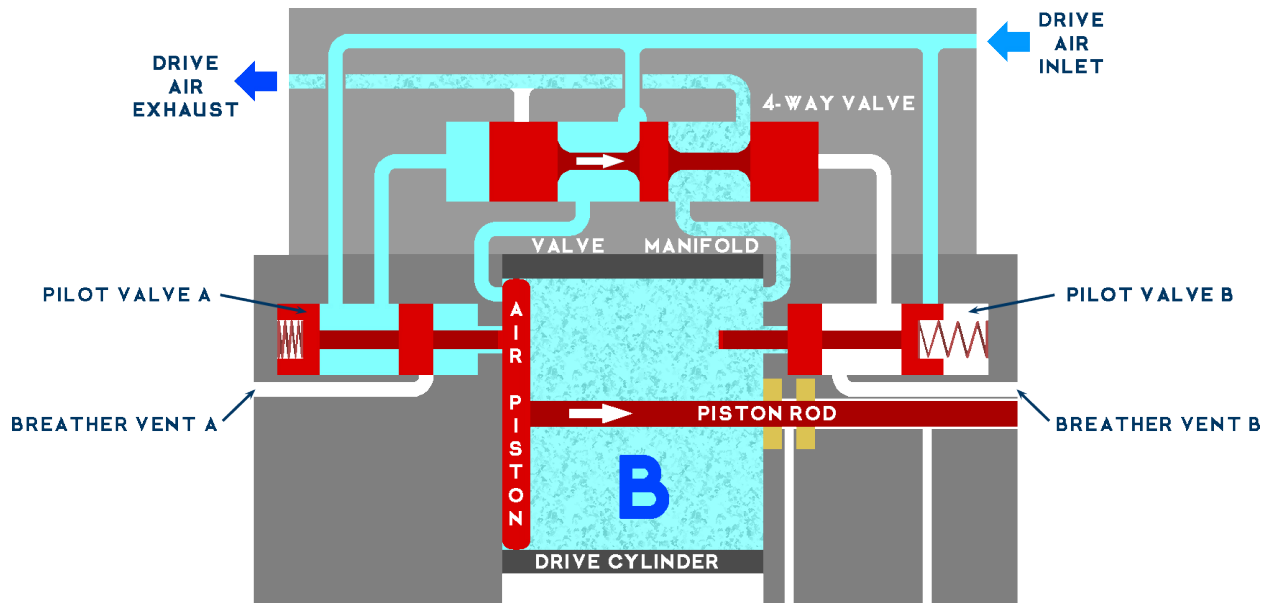 DRIVE
AIR
INLET
DRIVE
AIR
EXHAUST
4-WAY VALVE
VALVE MANIFOLD
PILOT VALVE A
PILOT VALVE B
AIR PISTON
PISTON ROD
BREATHER VENT A
BREATHER VENT B
B
DRIVE CYLINDER